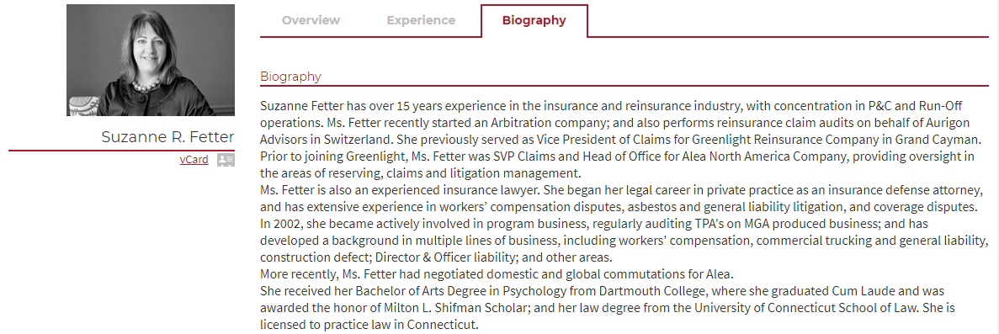 Overview Experience Biography
Biography
Suzanne Fetter has over 15 years experience in the insurance and reinsurance industry, with concentration in P&C and Run-Off
operations. Ms. Fetter recently started an Arbitration company; and also performs reinsurance claim audits on behalf of Aurigon
Advisors in Switzerland. She previously served as Vice President of Claims for Greenlight Reinsurance Company in Grand Cayman.
Prior to joining Greenlight, Ms. Fetter was SVP Claims and Head of Office for Alea North America Company, providing oversight in
the areas of reserving, claims and litigation management.
Ms. Fetter is also an experienced insurance lawyer. She began her legal career in private practice as an insurance defense attorney,
and has extensive experience in workers’ compensation disputes, asbestos and general liability litigation, and coverage disputes.
In 2002, she became actively involved in program business, regularly auditing TPA's on MGA produced business; and has
developed a background in multiple lines of business, including workers' compensation, commercial trucking and general liability,
construction defect; Director & Officer liability; and other areas.
More recently, Ms. Fetter had negotiated domestic and global commutations for Alea.
She received her Bachelor of Arts Degree in Psychology from Dartmouth College, where she graduated Cum Laude and was
awarded the honor of Milton L. Shifman Scholar; and her law degree from the University of Connecticut School of Law. She is
licensed to practice law in Connecticut.
Suzanne R. Fetter
vCard